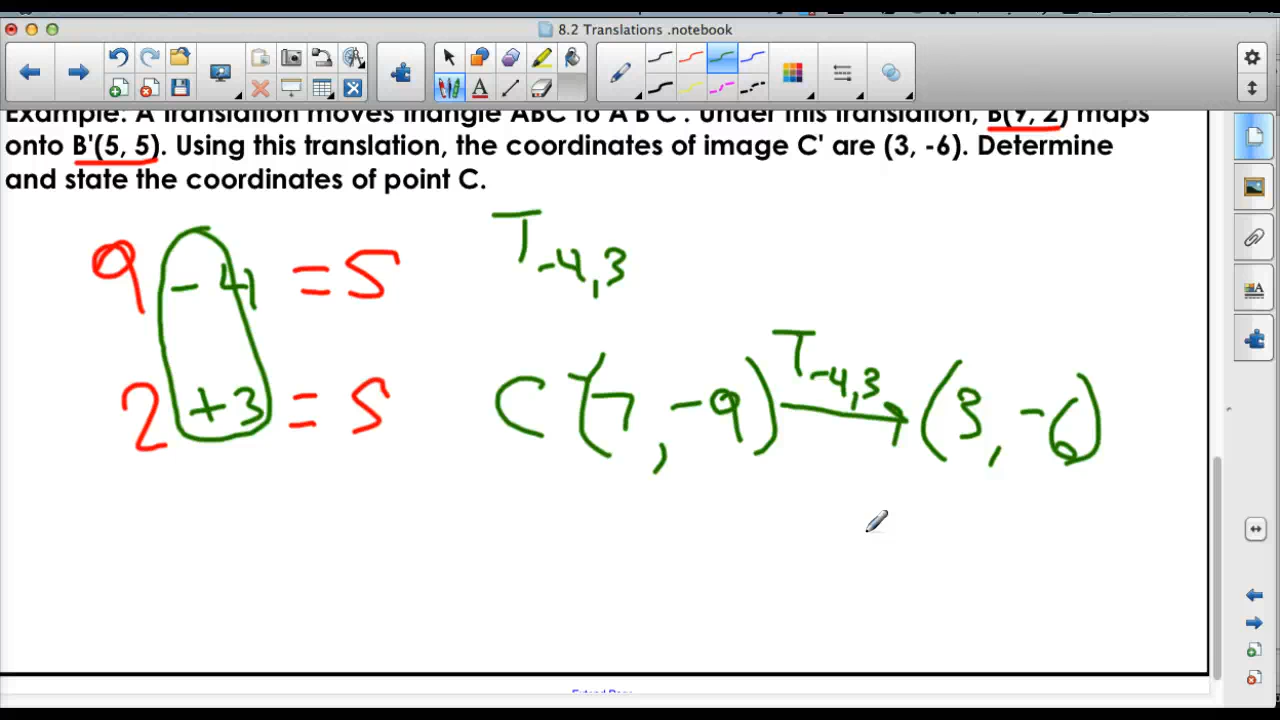 8.2 Translations .notebook
Example: A translation moves triangle ABC to A'B'C'. Under this translation, B(9, 2) maps
onto B'(5, 5). Using this translation, the coordinates of image C' are (3, -6). Determine
and state the coordinates of point C.
9 - 4 = 5
T -4,3
2 + 3 = 5
C (7, -9) T -4,3 → (3, -6)
Extend Page